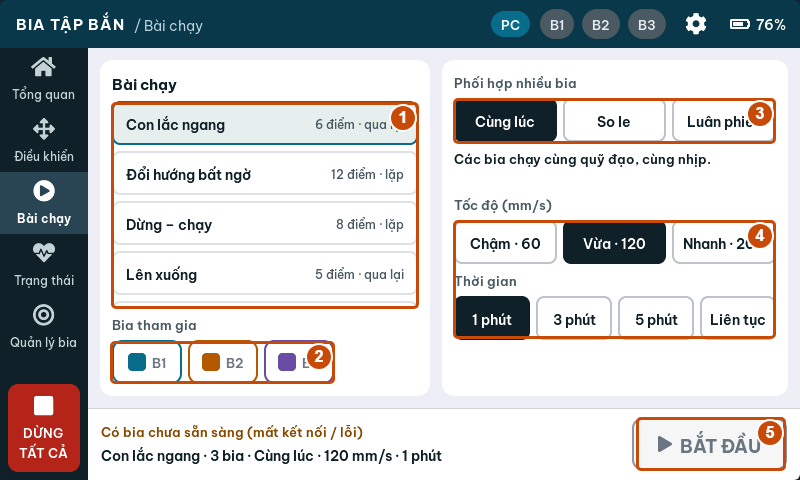 BIA TẬP BẮN / Bài chạy
PC B1 B2 B3 76%
Tổng quan
Điều khiển
Bài chạy
Trạng thái
Quản lý bia
DỪNG
TẤT CẢ
Bài chạy
Con lắc ngang 6 điểm · qua 1
Đổi hướng bất ngờ 12 điểm · lặp
Dừng – chạy 8 điểm · lặp
Lên xuống 5 điểm · qua lại
Bia tham gia
B1 B2 2
Phối hợp nhiều bia
Cùng lúc So le Luân 3
Các bia chạy cùng quỹ đạo, cùng nhịp.
Tốc độ (mm/s)
Chậm · 60 Vừa · 120 Nhanh · 4
Thời gian
1 phút 3 phút 5 phút Liên tục
Có bia chưa sẵn sàng (mất kết nối / lỗi)
Con lắc ngang · 3 bia · Cùng lúc · 120 mm/s · 1 phút
BẮT ĐẦU 5